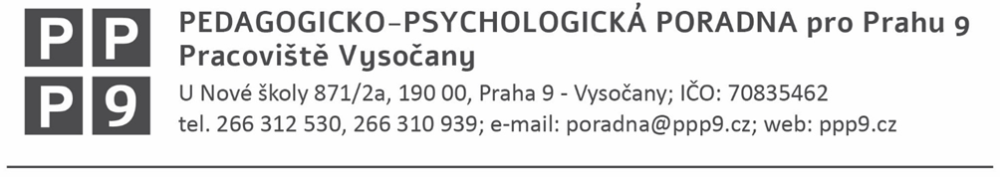 PP
P9
PEDAGOGICKO-PSYCHOLOGICKÁ PORADNA pro Prahu 9
Pracoviště Vysočany
U Nové školy 871/2a, 190 00, Praha 9 - Vysočany; IČO: 70835462
tel. 266 312 530, 266 310 939; e-mail: poradna@ppp9.cz; web: ppp9.cz